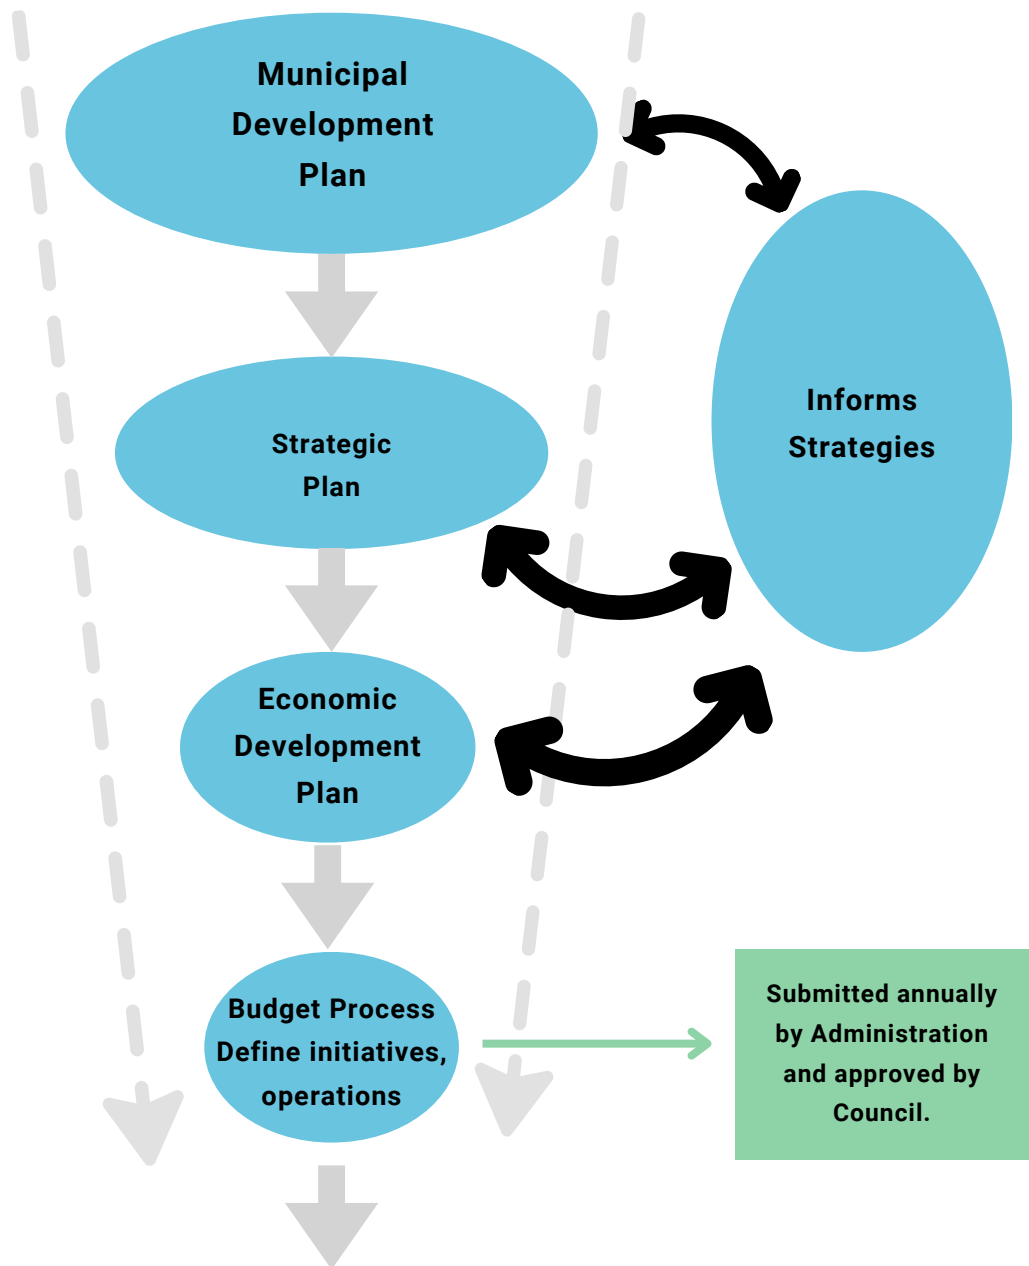 Municipal
Development
Plan
Informs
Strategies
Strategic
Plan
Economic
Development
Plan
Budget Process
Define initiatives,
operations
Submitted annually
by Administration
and approved by
Council.